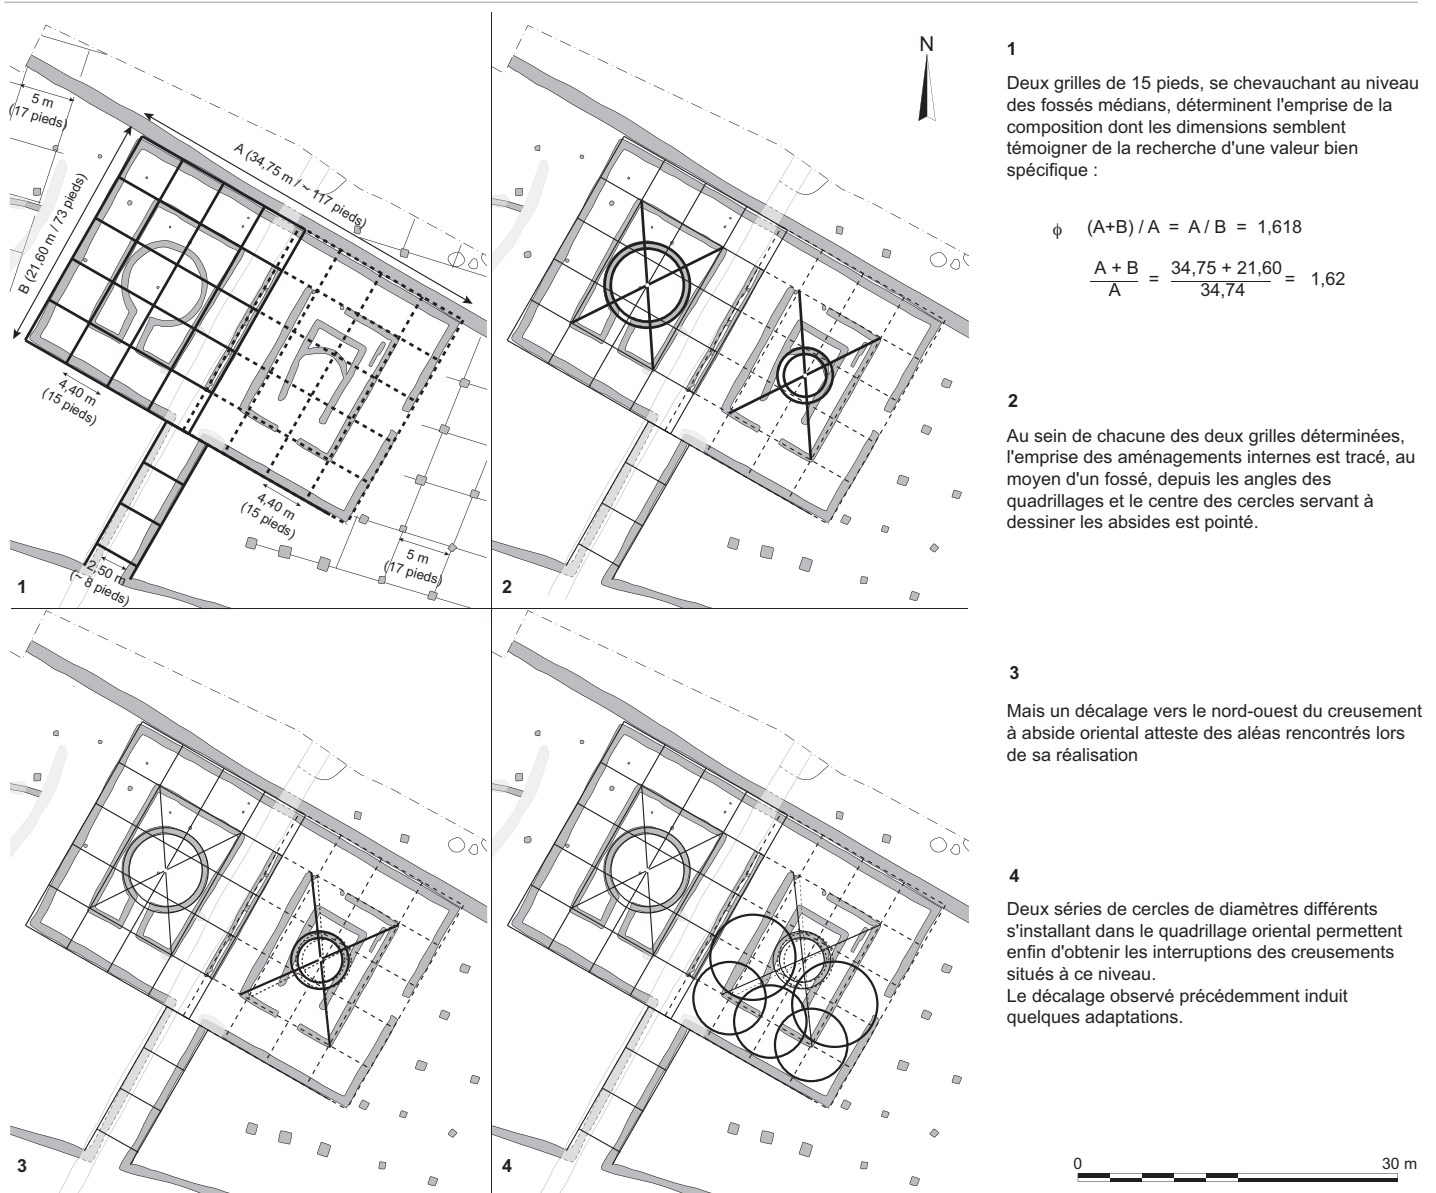 5 m
(17 pieds)
A (34,75 m / ~ 117 pieds)
B (21,60 m / 73 pieds)
4,40 m
(15 pieds)
4,40 m
(15 pieds)
5 m
(17 pieds)
2,50 m
(~ 8 pieds)
1
N
2
3
4
1
Deux grilles de 15 pieds, se chevauchant au niveau
des fossés médians, déterminent l'emprise de la
composition dont les dimensions semblent
témoigner de la recherche d'une valeur bien
spécifique :
ϕ (A+B) / A = A / B = 1,618
A + B / A = 34,75 + 21,60 / 34,74 = 1,62
2
Au sein de chacune des deux grilles déterminées,
l'emprise des aménagements internes est tracé, au
moyen d'un fossé, depuis les angles des
quadrillages et le centre des cercles servant à
dessiner les absides est pointé.
3
Mais un décalage vers le nord-ouest du creusement
à abside oriental atteste des aléas rencontrés lors
de sa réalisation
4
Deux séries de cercles de diamètres différents
s'installant dans le quadrillage oriental permettent
enfin d'obtenir les interruptions des creusements
situés à ce niveau.
Le décalage observé précédemment induit
quelques adaptations.
0 30 m